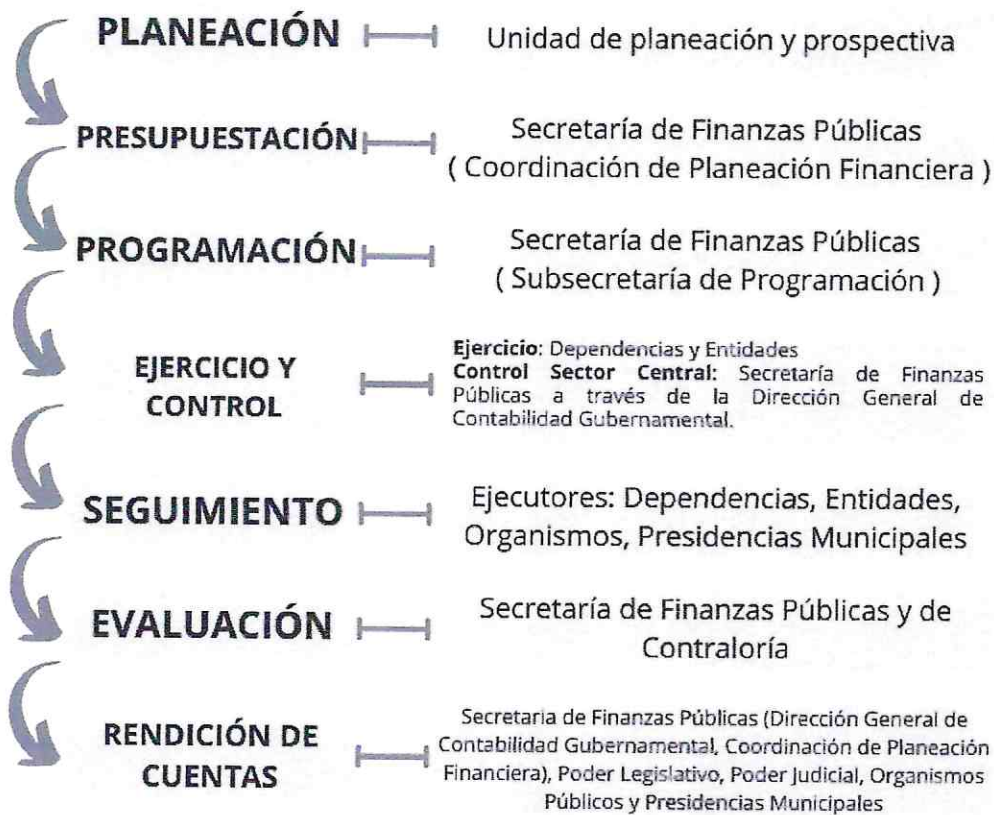 PLANEACIÓN
Unidad de planeación y prospectiva
PRESUPUESTACIÓN
Secretaría de Finanzas Públicas
( Coordinación de Planeación Financiera )
PROGRAMACIÓN
Secretaría de Finanzas Públicas
( Subsecretaría de Programación )
EJERCICIO Y
CONTROL
Ejercicio: Dependencias y Entidades
Control Sector Central: Secretaría de Finanzas
Públicas a través de la Dirección General de
Contabilidad Gubernamental.
SEGUIMIENTO
Ejecutores: Dependencias, Entidades,
Organismos, Presidencias Municipales
EVALUACIÓN
Secretaría de Finanzas Públicas y de
Contraloría
RENDICIÓN DE
CUENTAS
Secretaria de Finanzas Públicas (Dirección General de
Contabilidad Gubernamental, Coordinación de Planeación
Financiera), Poder Legislativo, Poder Judicial, Organismos
Públicos y Presidencias Municipales